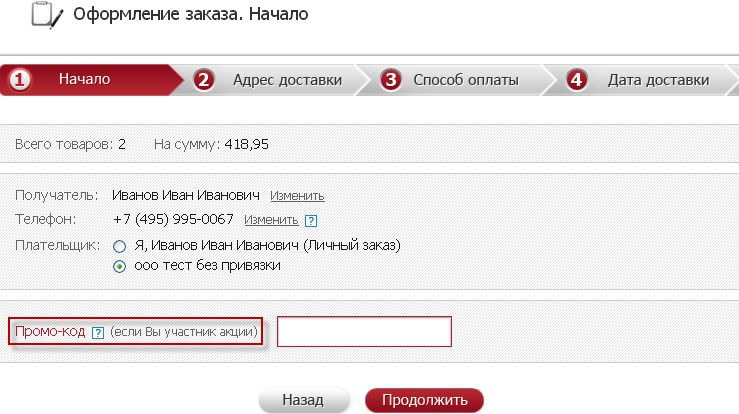 Оформление заказа. Начало
1 Начало 2 Адрес доставки 3 Способ оплаты 4 Дата доставки
Всего товаров: 2 На сумму: 418,95
Получатель: Иванов Иван Иванович Изменить
Телефон: +7 (495) 995-0067 Изменить ?
Плательщик: Я, Иванов Иван Иванович (Личный заказ)
ооо тест без привязки
Промо-код ? (если Вы участник акции)
Назад Продолжить